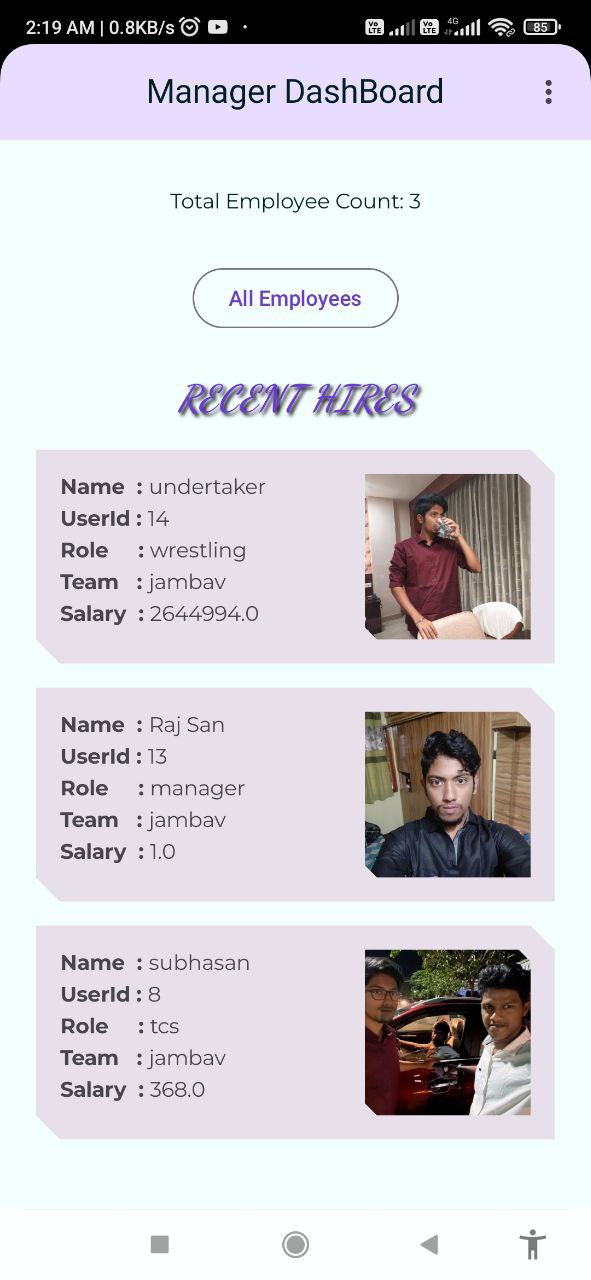 2:19 AM | 0.8KB/s
Vo LTE Vo LTE 4G 85
Manager DashBoard
Total Employee Count: 3
All Employees
RECENT HIRES
Name : undertaker
UserId : 14
Role : wrestling
Team : jambav
Salary : 2644994.0
Name : Raj San
UserId : 13
Role : manager
Team : jambav
Salary : 1.0
Name : subhasan
UserId : 8
Role : tcs
Team : jambav
Salary : 368.0